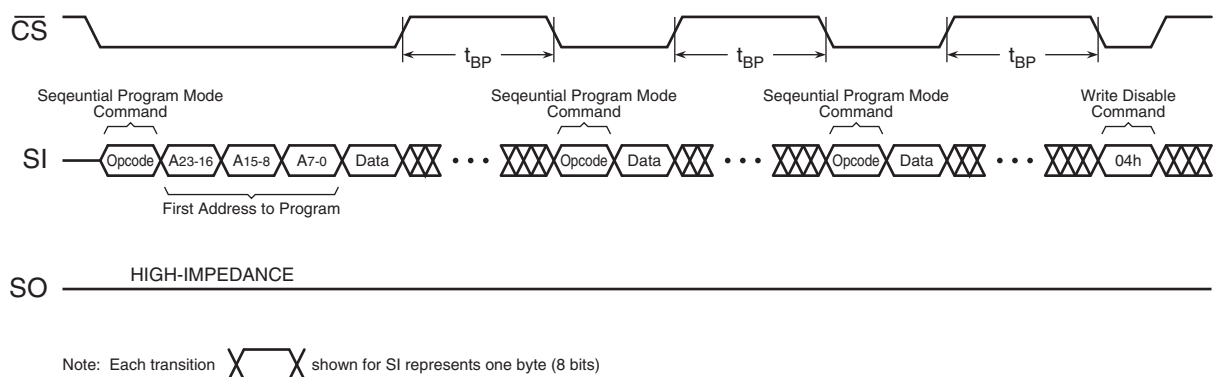 CS
tBP tBP tBP
Seqeuntial Program Mode Command Seqeuntial Program Mode Command Seqeuntial Program Mode Command Write Disable Command
SI Opcode A23-16 A15-8 A7-0 Data • • • Opcode Data • • • Opcode Data • • • 04h
First Address to Program
HIGH-IMPEDANCE
SO
Note: Each transition shown for SI represents one byte (8 bits)